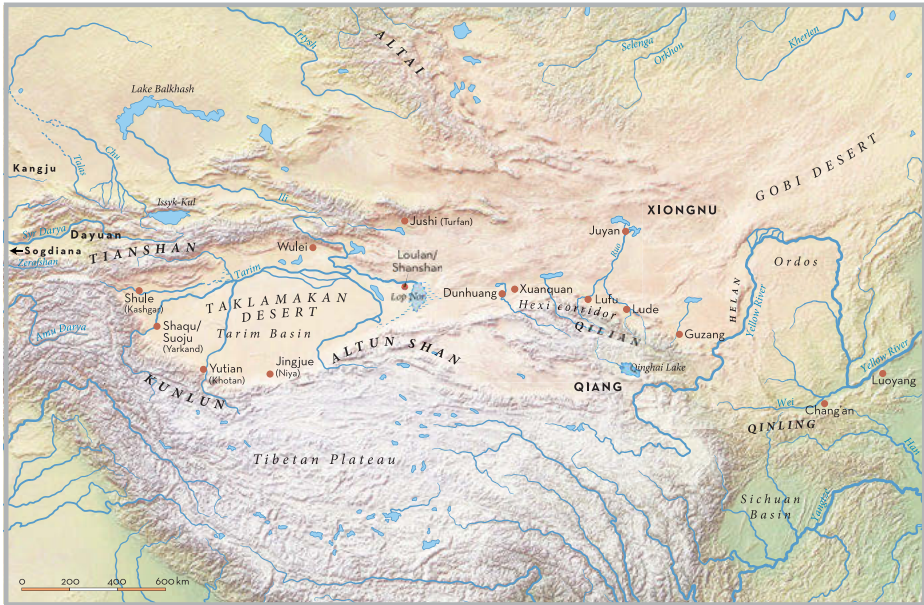 ALTAI
Irtysh
Selenga
Orkhon
Kherlen
Lake Balkhash
Kangju
Talas
Chu
Issyk-Kul
Ili
GOBI DESERT
XIONGNU
Jushi (Turfan)
Juyan
Syr Darya
Dayuan
Sogdiana
Zerafshan
TIANSHAN
Wulei
Ruo
Ordos
Loulan/
Shanshan
Tarim
HELAN
Yellow River
Shule
(Kashgar)
TAKLAMAKAN
DESERT
Lop Nor
Dunhuang
Xuanquan
Hexi corridor
Lufu
Lude
Tarim Basin
Amu Darya
Shaqu/
Suoju
(Yarkand)
QILIAN
Guzang
ALTUN SHAN
Yellow River
Yutian
(Khotan)
Jingjue
(Niya)
KUNLUN
Qinghai Lake
QIANG
Luoyang
Wei
Chang'an
QINLING
Han
Tibetan Plateau
Sichuan
Basin
Yangtze
0 200 400 600 km